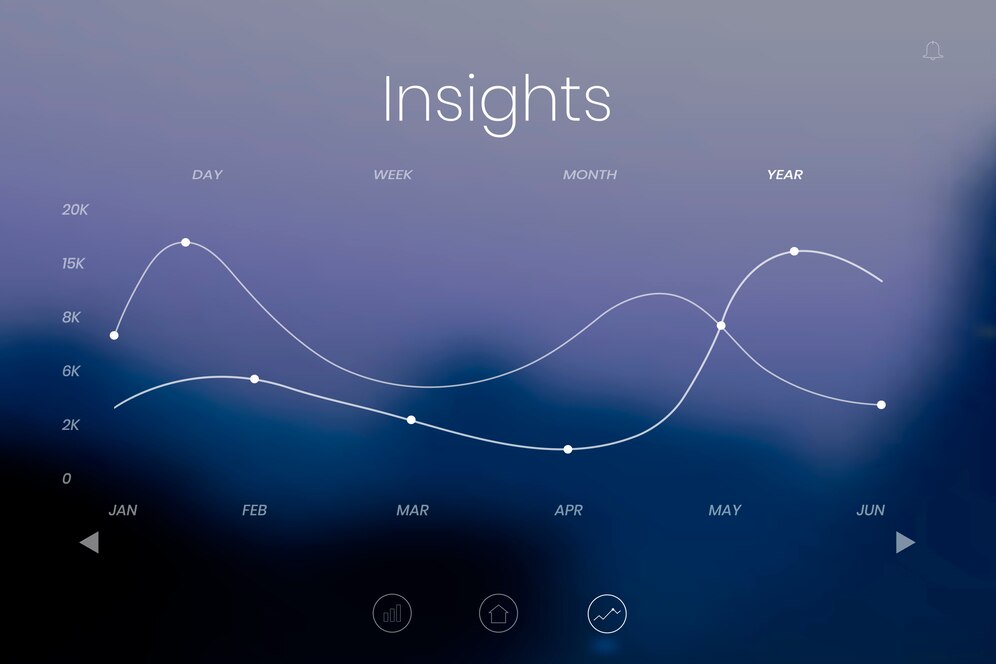 Insights
DAY WEEK MONTH YEAR
20K
15K
8K
6K
2K
0
JAN FEB MAR APR MAY JUN